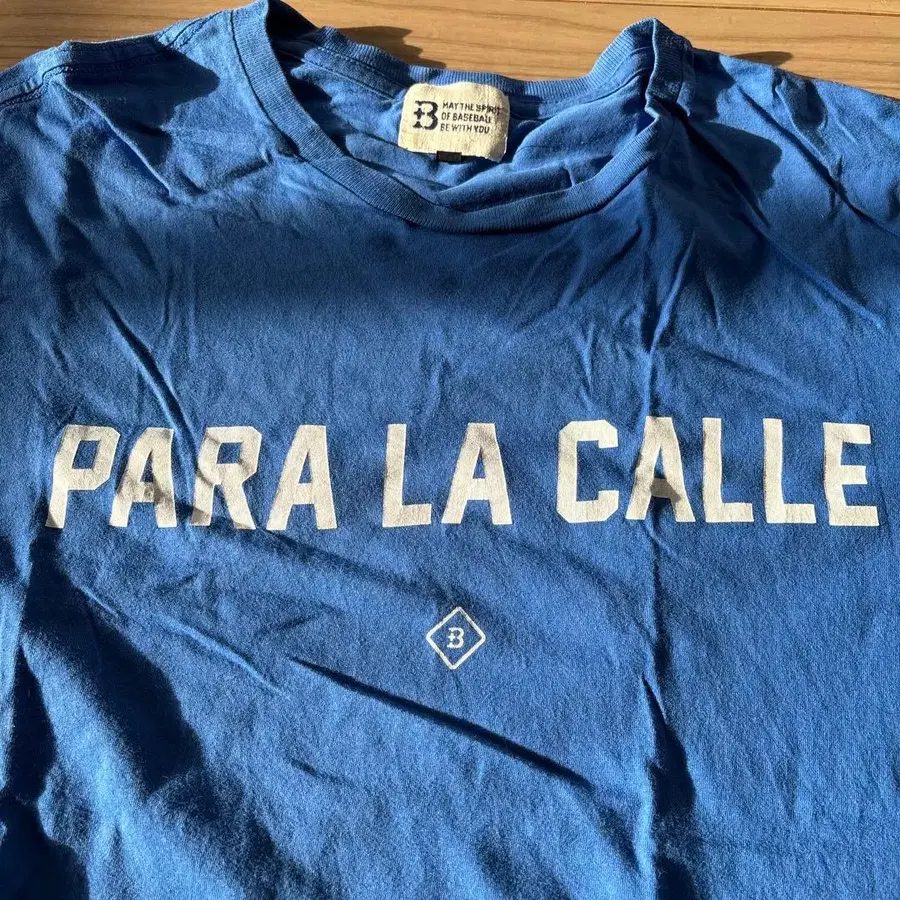 B
MAY THE SPIRIT
OF BASEBALL
BE WITH YOU
PARA LA CALLE
B